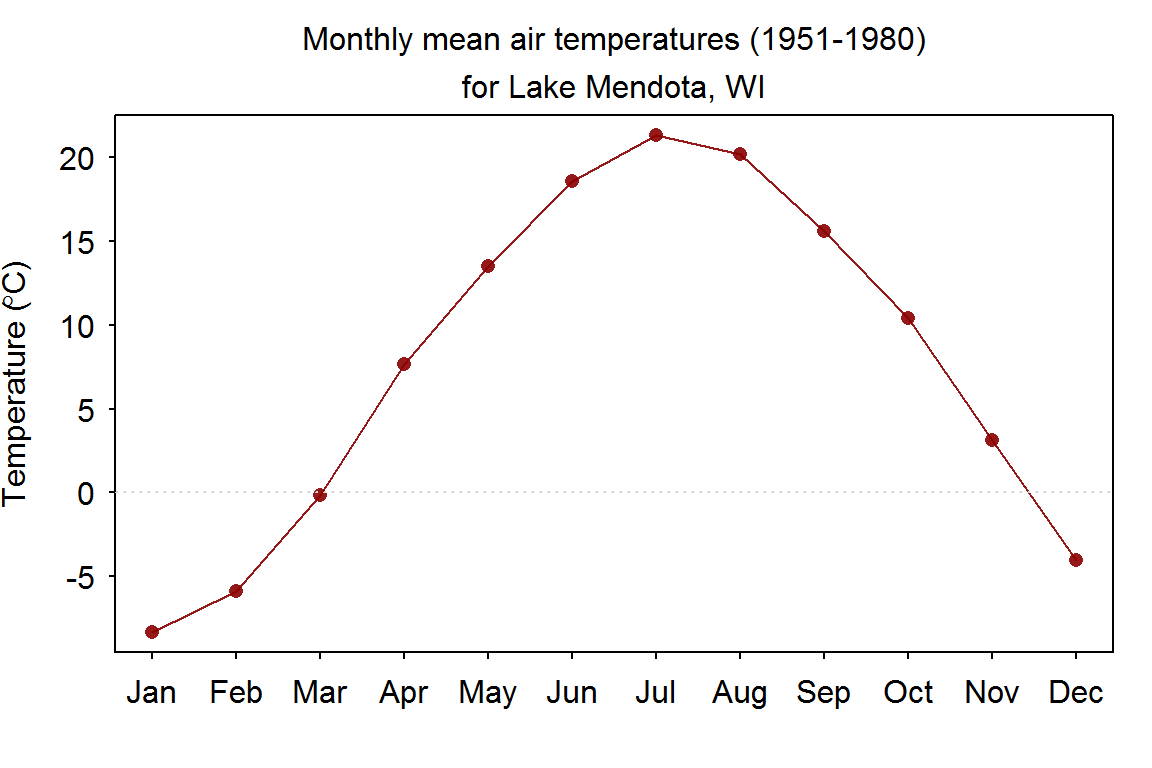 Monthly mean air temperatures (1951-1980)
for Lake Mendota, WI
Temperature (°C)
20
15
10
5
0
-5
Jan Feb Mar Apr May Jun Jul Aug Sep Oct Nov Dec